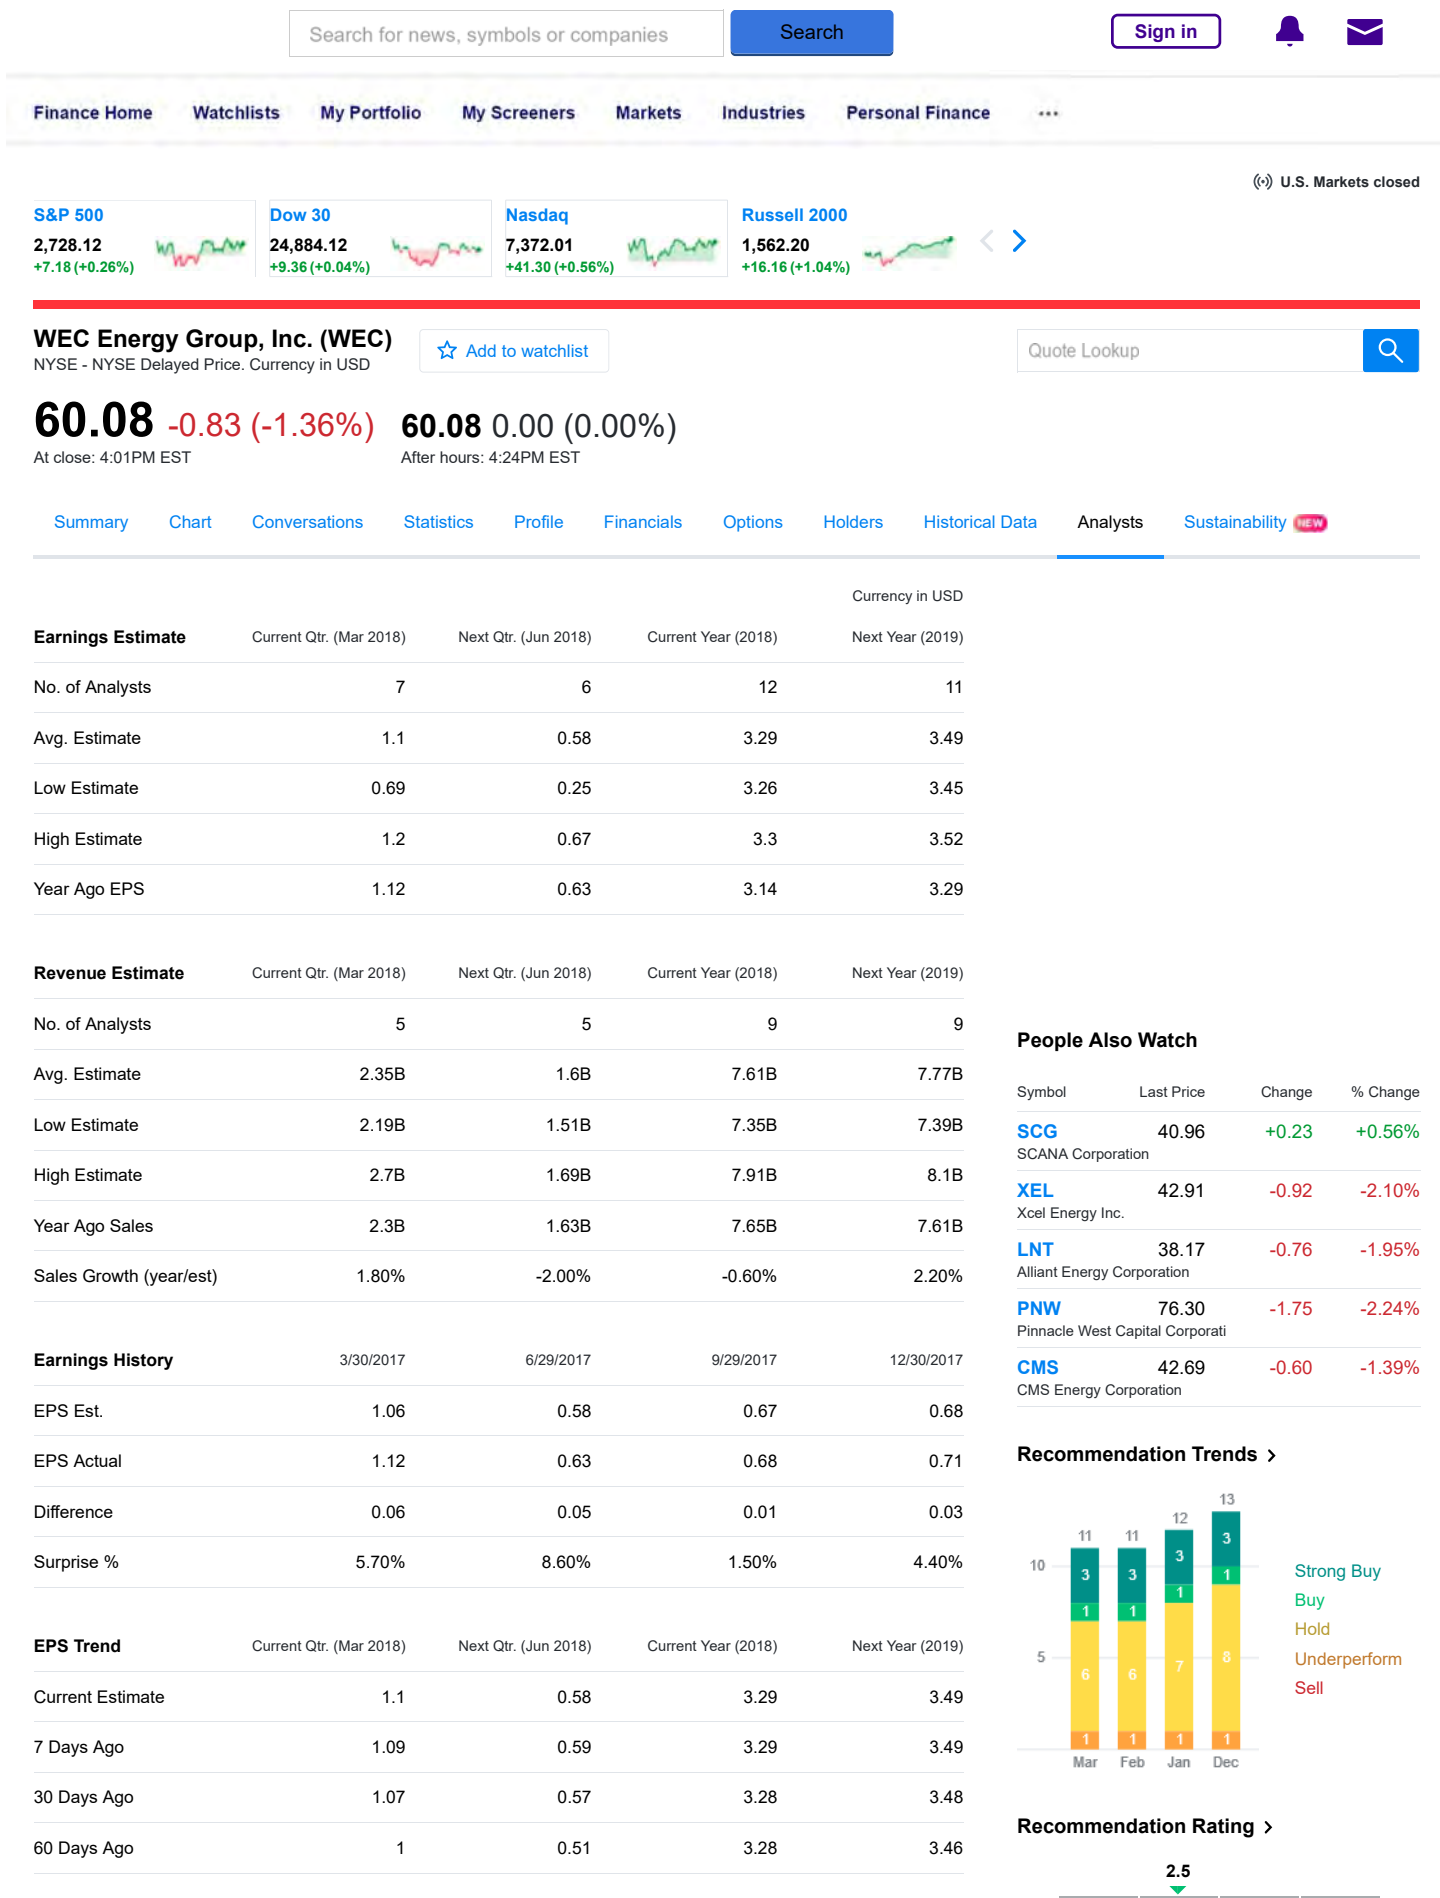 Search for news, symbols or companies Search Sign in
Finance Home Watchlists My Portfolio My Screeners Markets Industries Personal Finance ...
U.S. Markets closed
S&P 500 Dow 30 Nasdaq Russell 2000
2,728.12 24,884.12 7,372.01 1,562.20
+7.18 (+0.26%) +9.36 (+0.04%) +41.30 (+0.56%) +16.16 (+1.04%)
WEC Energy Group, Inc. (WEC) Add to watchlist Quote Lookup
NYSE - NYSE Delayed Price. Currency in USD
60.08 -0.83 (-1.36%) 60.08 0.00 (0.00%)
At close: 4:01PM EST After hours: 4:24PM EST
Summary Chart Conversations Statistics Profile Financials Options Holders Historical Data Analysts Sustainability NEW
Currency in USD
Earnings Estimate Current Qtr. (Mar 2018) Next Qtr. (Jun 2018) Current Year (2018) Next Year (2019)
No. of Analysts 7 6 12 11
Avg. Estimate 1.1 0.58 3.29 3.49
Low Estimate 0.69 0.25 3.26 3.45
High Estimate 1.2 0.67 3.3 3.52
Year Ago EPS 1.12 0.63 3.14 3.29
Revenue Estimate Current Qtr. (Mar 2018) Next Qtr. (Jun 2018) Current Year (2018) Next Year (2019)
No. of Analysts 5 5 9 9
Avg. Estimate 2.35B 1.6B 7.61B 7.77B
Low Estimate 2.19B 1.51B 7.35B 7.39B
High Estimate 2.7B 1.69B 7.91B 8.1B
Year Ago Sales 2.3B 1.63B 7.65B 7.61B
Sales Growth (year/est) 1.80% -2.00% -0.60% 2.20%
Earnings History 3/30/2017 6/29/2017 9/29/2017 12/30/2017
EPS Est. 1.06 0.58 0.67 0.68
EPS Actual 1.12 0.63 0.68 0.71
Difference 0.06 0.05 0.01 0.03
Surprise % 5.70% 8.60% 1.50% 4.40%
EPS Trend Current Qtr. (Mar 2018) Next Qtr. (Jun 2018) Current Year (2018) Next Year (2019)
Current Estimate 1.1 0.58 3.29 3.49
7 Days Ago 1.09 0.59 3.29 3.49
30 Days Ago 1.07 0.57 3.28 3.48
60 Days Ago 1 0.51 3.28 3.46
People Also Watch
Symbol Last Price Change % Change
SCG 40.96 +0.23 +0.56%
SCANA Corporation
XEL 42.91 -0.92 -2.10%
Xcel Energy Inc.
LNT 38.17 -0.76 -1.95%
Alliant Energy Corporation
PNW 76.30 -1.75 -2.24%
Pinnacle West Capital Corporati
CMS 42.69 -0.60 -1.39%
CMS Energy Corporation
Recommendation Trends
11 11 12 13
10
5
3 3 3 3
1 1 1 1
6 6 7 8
1 1 1 1
Mar Feb Jan Dec
Strong Buy
Buy
Hold
Underperform
Sell
Recommendation Rating
2.5